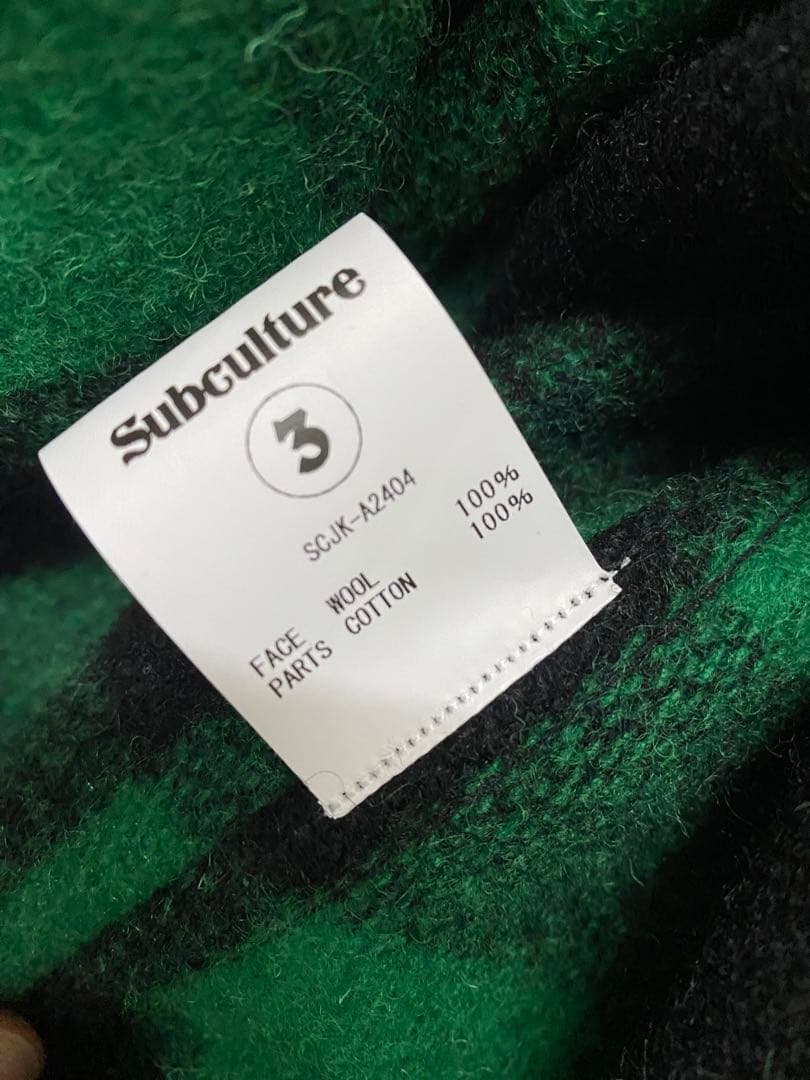 Subculture
3
SCJK-A2404
FACE WOOL 100%
PARTS COTTON 100%